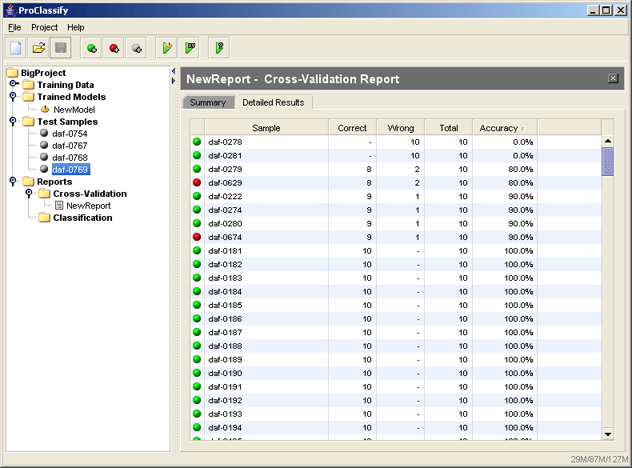 ProClassify
File Project Help
BigProject
Training Data
Trained Models
NewModel
Test Samples
daf-0754
daf-0767
daf-0768
daf-0769
Reports
Cross-Validation
NewReport
Classification
NewReport - Cross-Validation Report
Summary Detailed Results
Sample Correct Wrong Total Accuracy
daf-0278 - 10 10 0.0%
daf-0281 - 10 10 0.0%
daf-0279 8 2 10 80.0%
daf-0629 8 2 10 80.0%
daf-0222 9 1 10 90.0%
daf-0274 9 1 10 90.0%
daf-0280 9 1 10 90.0%
daf-0674 9 1 10 90.0%
daf-0181 10 - 10 100.0%
daf-0182 10 - 10 100.0%
daf-0183 10 - 10 100.0%
daf-0184 10 - 10 100.0%
daf-0185 10 - 10 100.0%
daf-0186 10 - 10 100.0%
daf-0187 10 - 10 100.0%
daf-0188 10 - 10 100.0%
daf-0189 10 - 10 100.0%
daf-0190 10 - 10 100.0%
daf-0191 10 - 10 100.0%
daf-0192 10 - 10 100.0%
daf-0193 10 - 10 100.0%
daf-0194 10 - 10 100.0%
29M/87M/127M